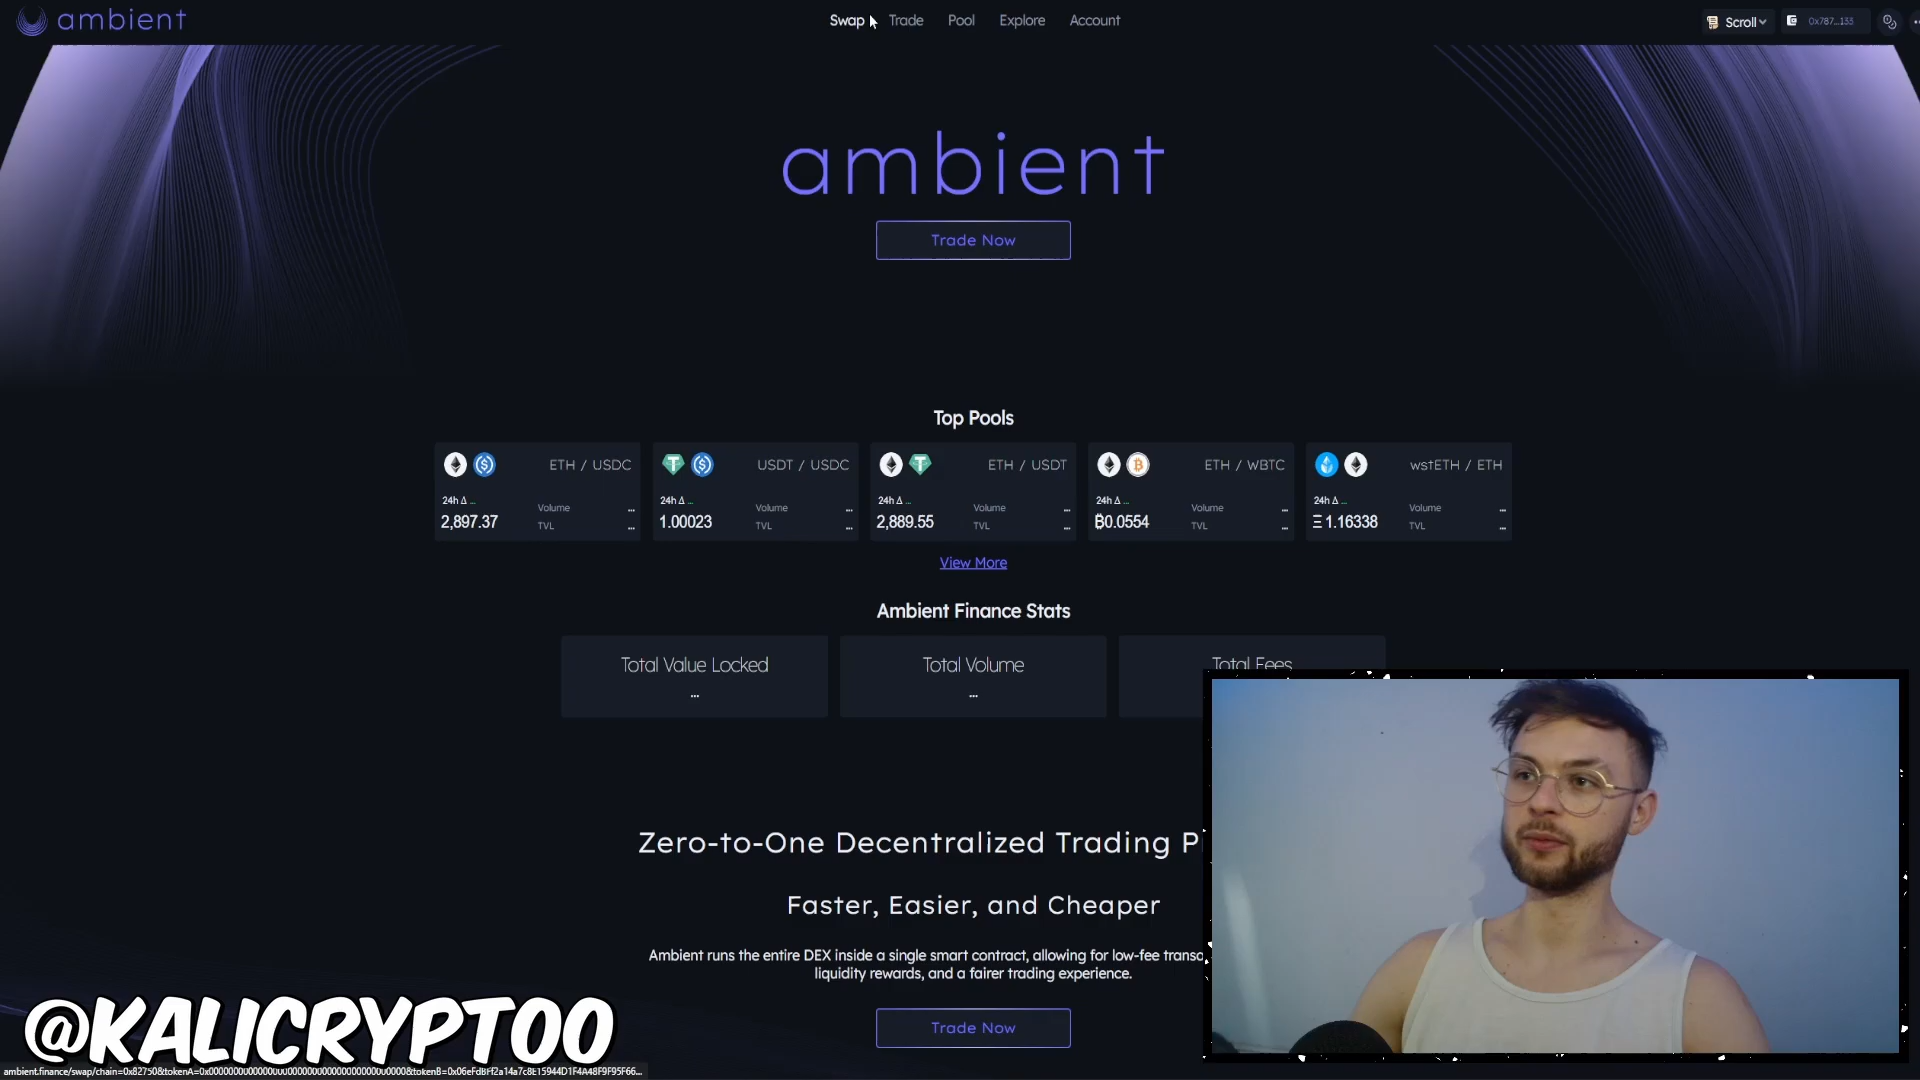 ambient
Swap Trade Pool Explore Account
Scroll 0x787...133
ambient
Trade Now
Top Pools
ETH / USDC
24h Δ ...
2,897.37
Volume ...
TVL ...
USDT / USDC
24h Δ ...
1.00023
Volume ...
TVL ...
ETH / USDT
24h Δ ...
2,889.55
Volume ...
TVL ...
ETH / WBTC
24h Δ ...
₿0.0554
Volume ...
TVL ...
wstETH / ETH
24h Δ ...
Ξ 1.16338
Volume ...
TVL ...
View More
Ambient Finance Stats
Total Value Locked
...
Total Volume
...
Total Fees
Zero-to-One Decentralized Trading P
Faster, Easier, and Cheaper
Ambient runs the entire DEX inside a single smart contract, allowing for low-fee transa
liquidity rewards, and a fairer trading experience.
Trade Now
@KALICRYPTOO